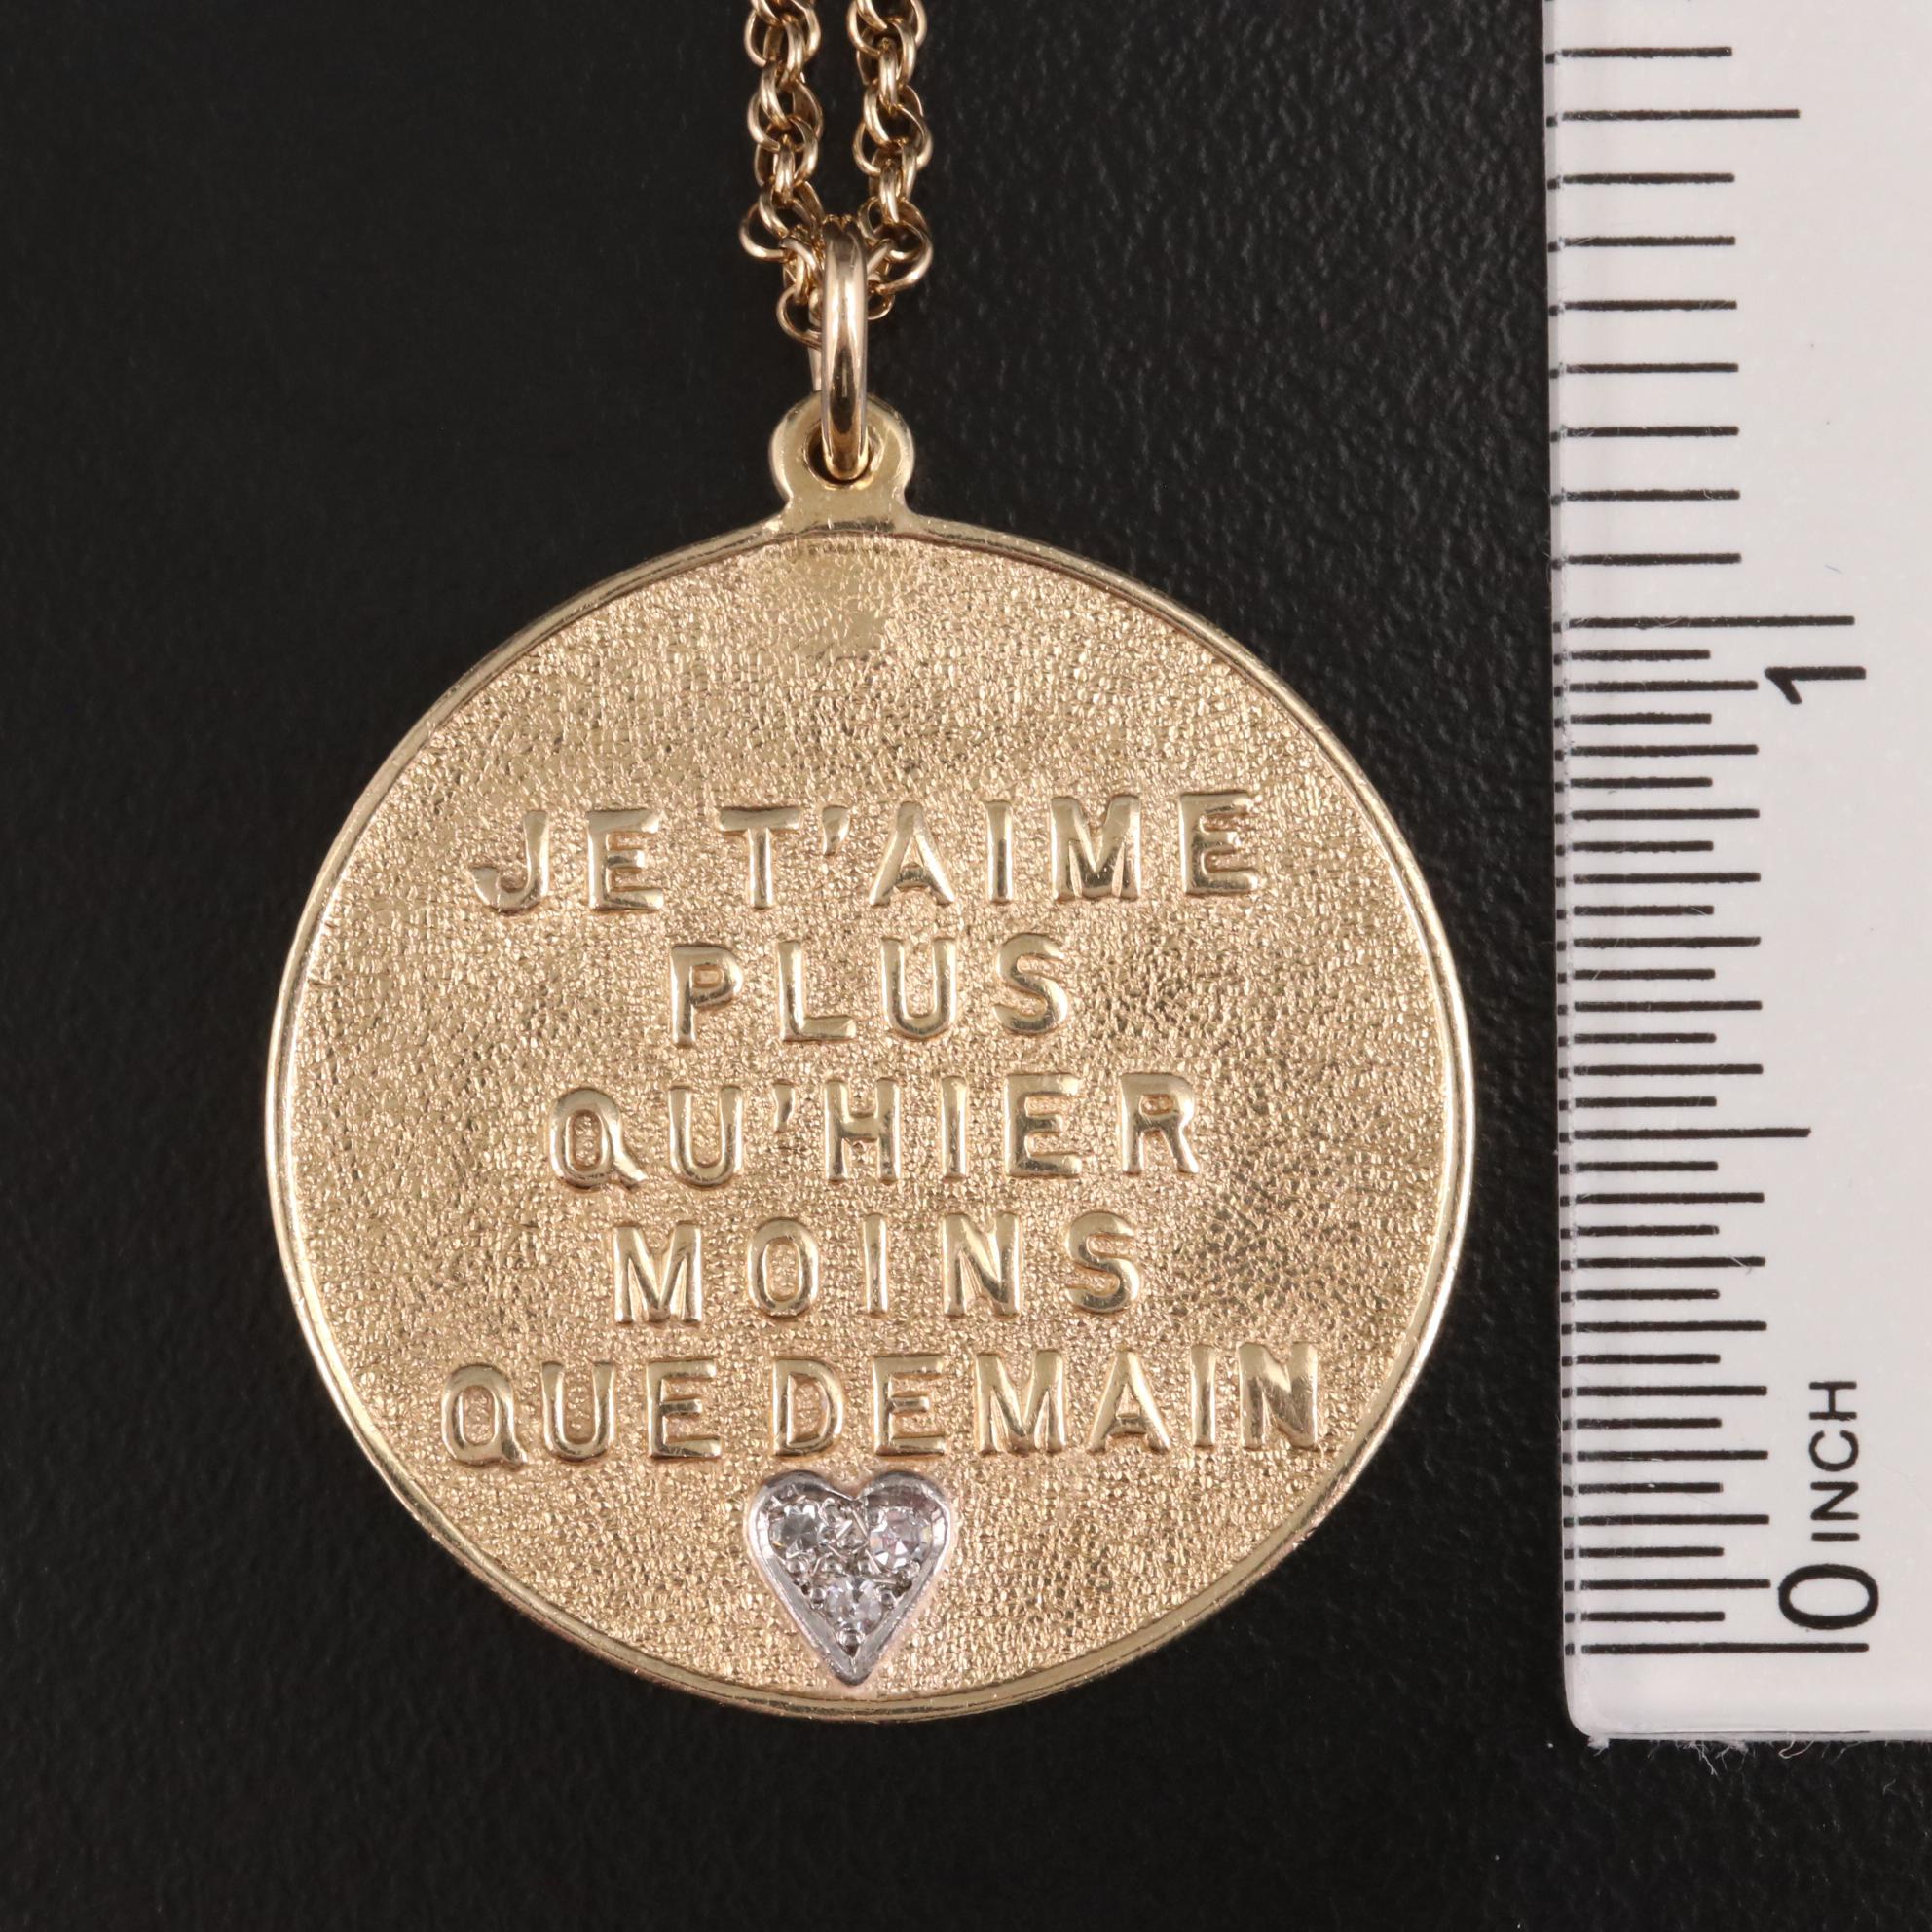 JE T'AIME
PLUS
QU'HIER
MOINS
QUE DEMAIN
1
0 INCH